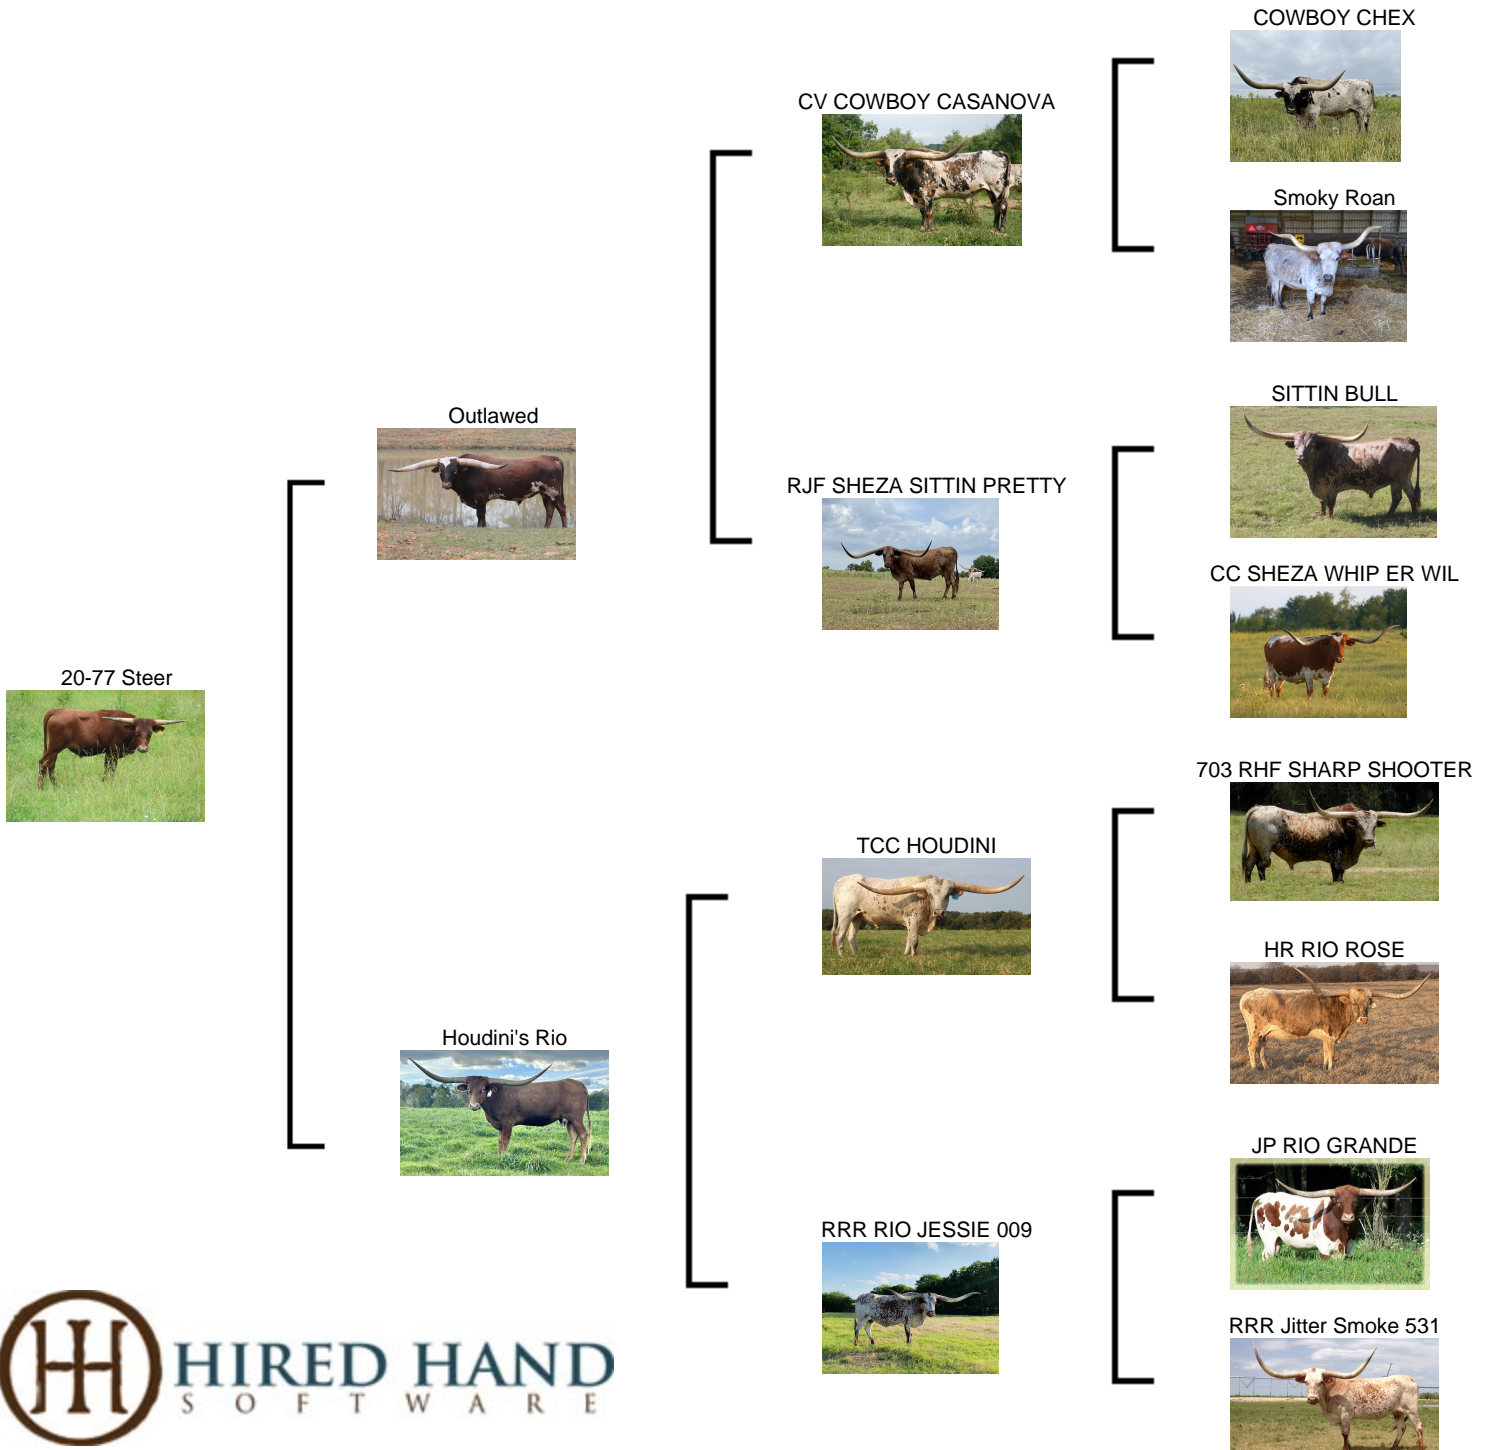 COWBOY CHEX
CV COWBOY CASANOVA
Smoky Roan
SITTIN BULL
Outlawed
RJF SHEZA SITTIN PRETTY
CC SHEZA WHIP ER WIL
20-77 Steer
703 RHF SHARP SHOOTER
TCC HOUDINI
HR RIO ROSE
Houdini's Rio
JP RIO GRANDE
RRR RIO JESSIE 009
RRR Jitter Smoke 531
HIRED HAND
SOFTWARE